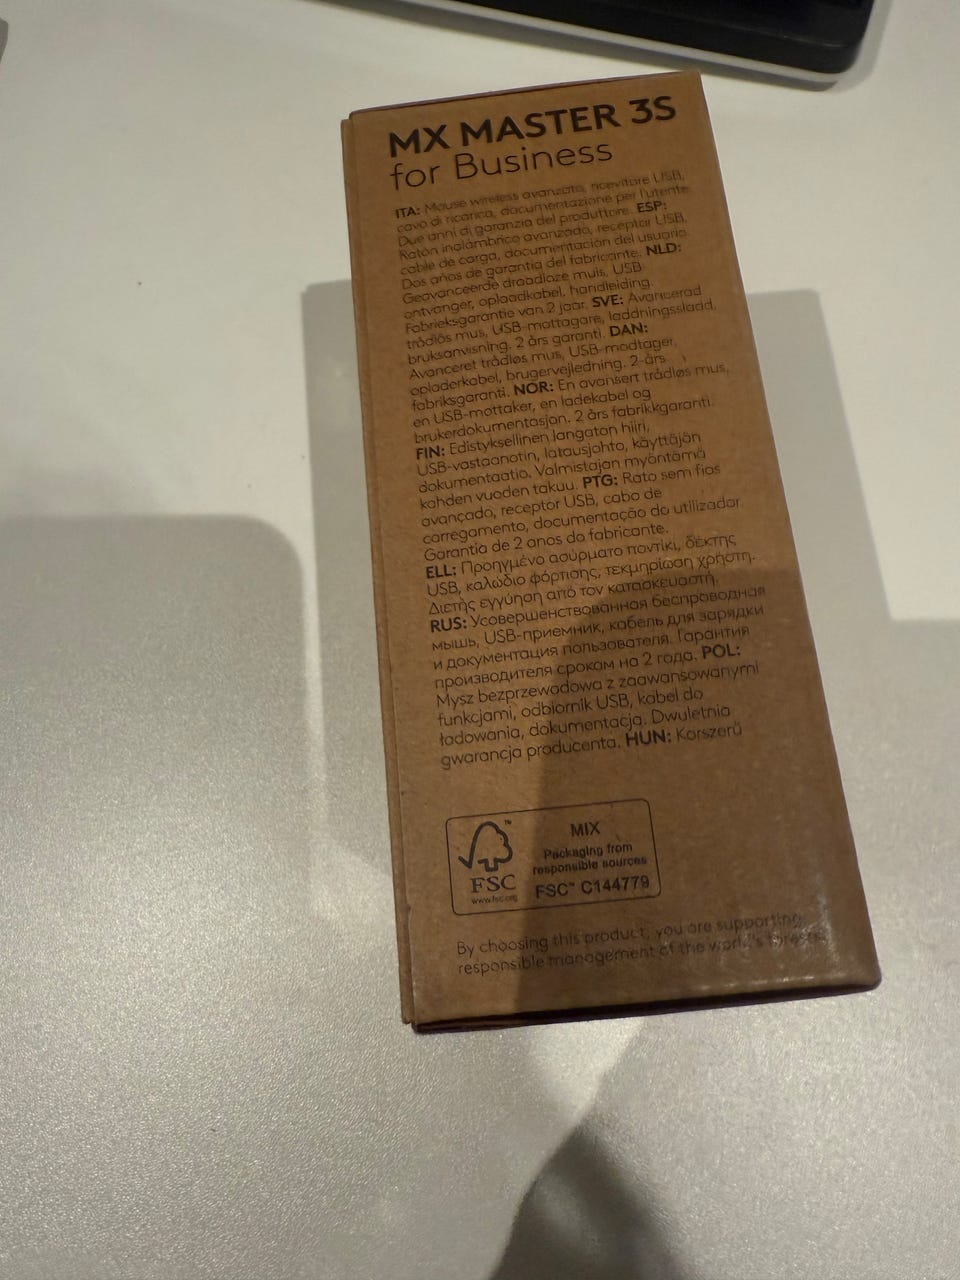 MX MASTER 3S
for Business
ITA: Mouse wireless avanzato, ricevitore USB,
cavo di ricarica, documentazione per l'utente.
Due anni di garanzia del produttore. ESP:
Ratón inalámbrico avanzado, receptor USB,
cable de carga, documentación del usuario.
Dos años de garantía del fabricante. NLD:
Geavanceerde draadloze muis, USB
ontvanger, oplaadkabel, handleiding.
Fabrieksgarantie van 2 jaar. SVE: Avancerad
trådlös mus, USB-mottagare, laddningssladd,
bruksanvisning. 2 års garanti. DAN:
Avanceret trådløs mus, USB-modtager,
opladerkabel, brugervejledning. 2-års
fabriksgaranti. NOR: En avansert trådløs mus,
en USB-mottaker, en ladekabel og
brukerdokumentasjon. 2 års fabrikkgaranti.
FIN: Edistyksellinen langaton hiiri,
USB-vastaanotin, latausjohto, käyttäjän
dokumentaatio. Valmistajan myöntämä
kahden vuoden takuu. PTG: Rato sem fios
avançado, receptor USB, cabo de
carregamento, documentação do utilizador.
Garantia de 2 anos do fabricante.
ELL: Προηγμένο ασύρματο ποντίκι, δέκτης
USB, καλώδιο φόρτισης, τεκμηρίωση χρήστη.
Διετής εγγύηση από τον κατασκευαστή.
RUS: Усовершенствованная беспроводная
мышь, USB-приемник, кабель для зарядки
и документация пользователя. Гарантия
производителя сроком на 2 года. POL:
Mysz bezprzewodowa z zaawansowanymi
funkcjami, odbiornik USB, kabel do
ładowania, dokumentacja. Dwuletnia
gwarancja producenta. HUN: Korszerű
FSC
www.fsc.org
MIX
Packaging from
responsible sources
FSC™ C144779
By choosing this product, you are supporting
responsible management of the world's forests.